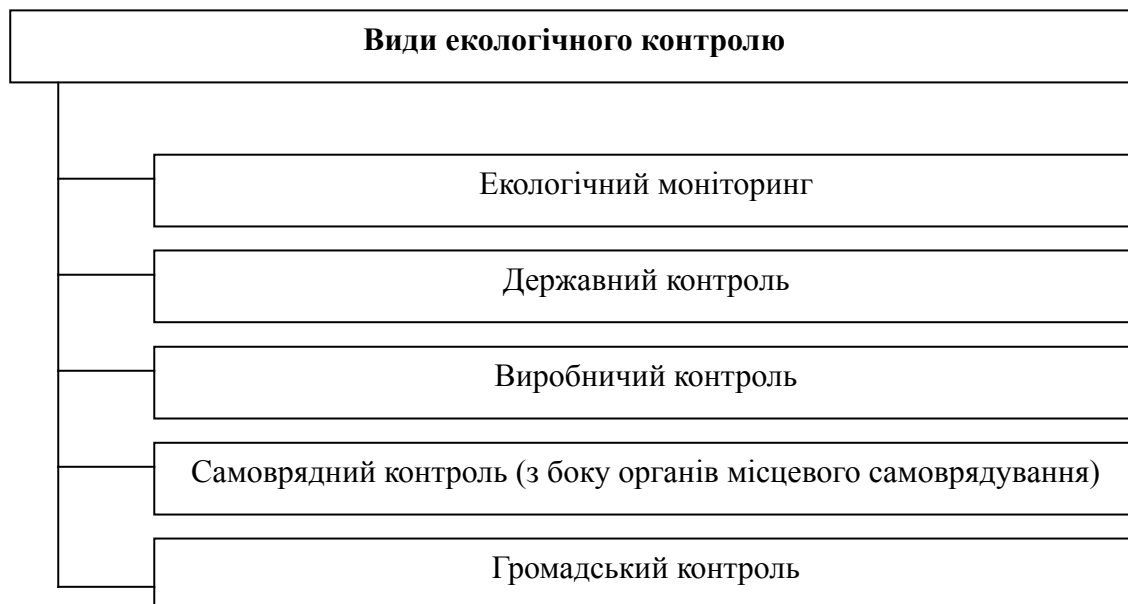 Види екологічного контролю
Екологічний моніторинг
Державний контроль
Виробничий контроль
Самоврядний контроль (з боку органів місцевого самоврядування)
Громадський контроль